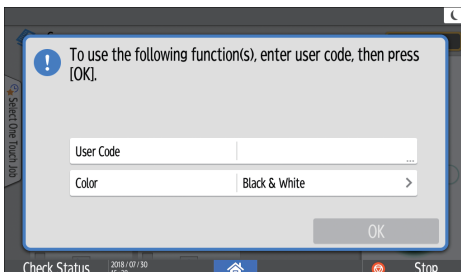 To use the following function(s), enter user code, then press
[OK].
Select One Touch Job
User Code
...
Color Black & White >
OK
Check Status 2018/07/30
Stop